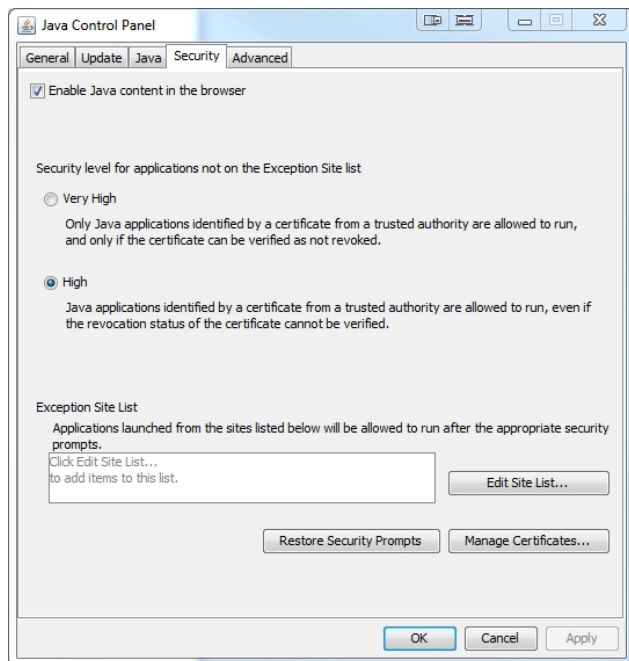 Java Control Panel
General Update Java Security Advanced
Enable Java content in the browser
Security level for applications not on the Exception Site list
Very High
Only Java applications identified by a certificate from a trusted authority are allowed to run,
and only if the certificate can be verified as not revoked.
High
Java applications identified by a certificate from a trusted authority are allowed to run, even if
the revocation status of the certificate cannot be verified.
Exception Site List
Applications launched from the sites listed below will be allowed to run after the appropriate security
prompts.
Click Edit Site List...
to add items to this list.
Edit Site List...
Restore Security Prompts Manage Certificates...
OK Cancel Apply